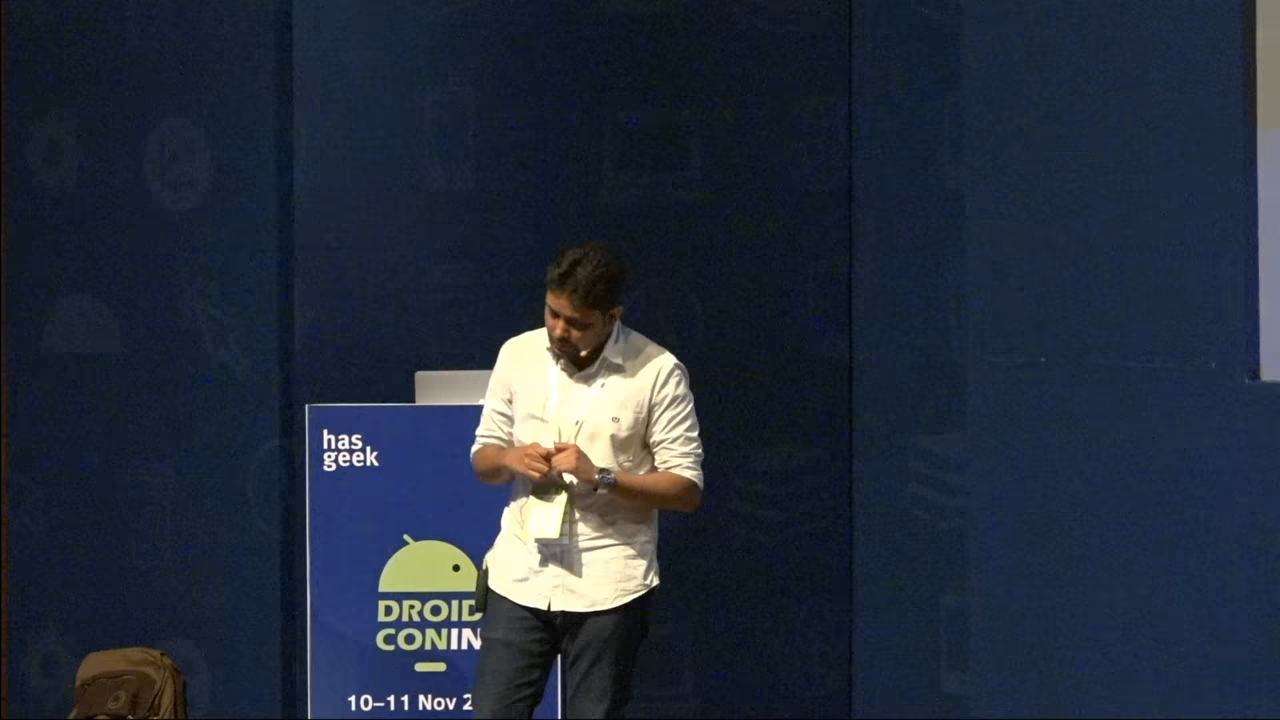 has
geek
DROID
CONIN
10–11 Nov 2